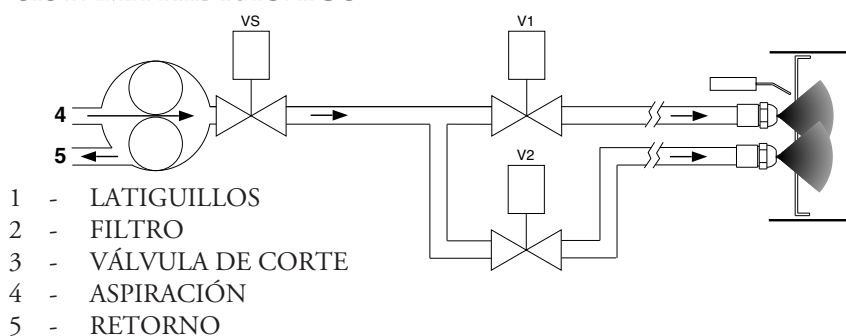 VS
V1
4
5
V2
1 - LATIGUILLOS
2 - FILTRO
3 - VÁLVULA DE CORTE
4 - ASPIRACIÓN
5 - RETORNO